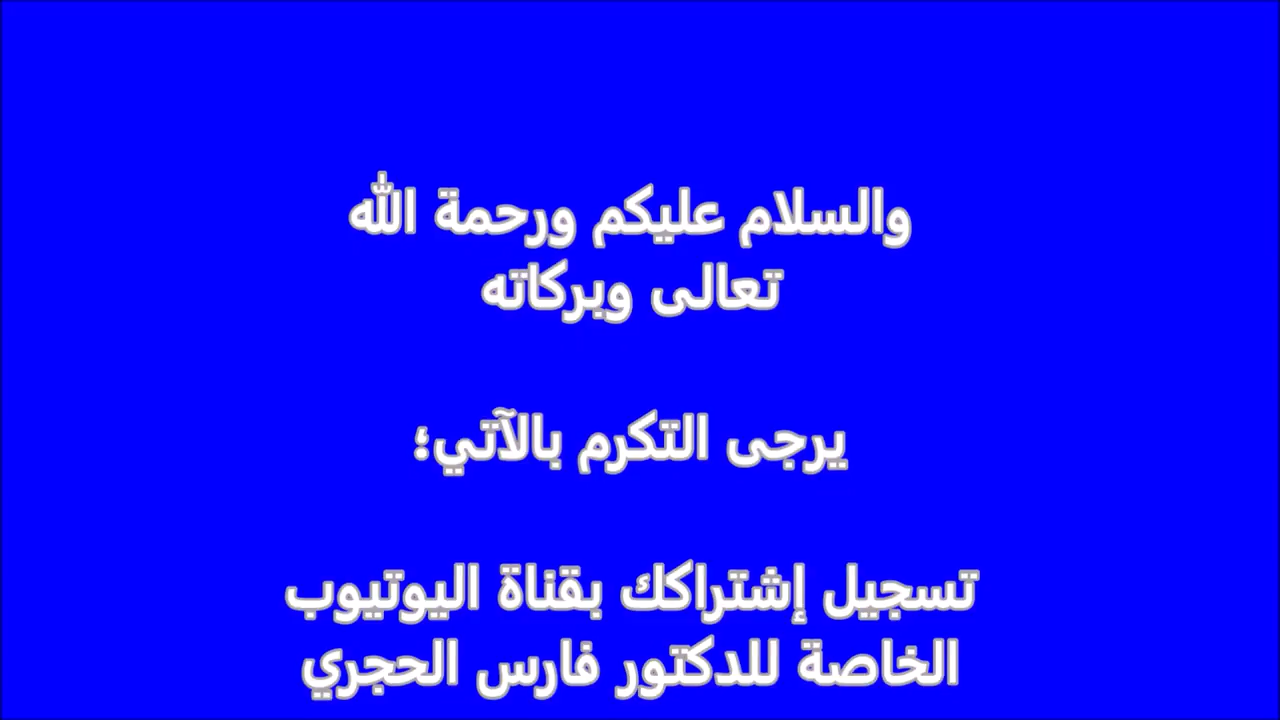 والسلام عليكم ورحمة الله
تعالى وبركاته
يرجى التكرم بالآتي؛
تسجيل إشتراكك بقناة اليوتيوب
الخاصة للدكتور فارس الحجري